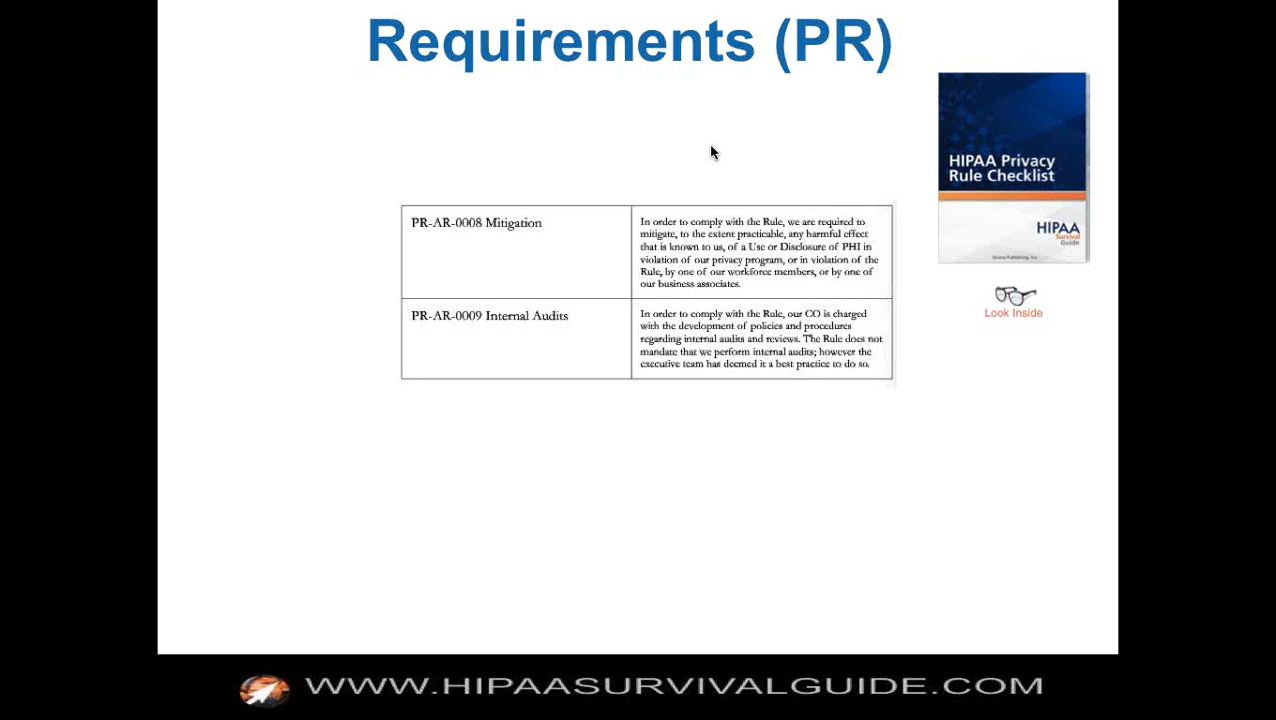 Requirements (PR)
HIPAA Privacy
Rule Checklist
HIPAA
Survival
Guide
Look Inside
PR-AR-0008 Mitigation
In order to comply with the Rule, we are required to
mitigate, to the extent practicable, any harmful effect
that is known to us, of a Use or Disclosure of PHI in
violation of our privacy program, or in violation of the
Rule, by one of our workforce members, or by one of
our business associates.
PR-AR-0009 Internal Audits
In order to comply with the Rule, our CO is charged
with the development of policies and procedures
regarding internal audits and reviews. The Rule does not
mandate that we perform internal audits; however the
executive team has deemed it a best practice to do so.
WWW.HIPAASURVIVALGUIDE.COM